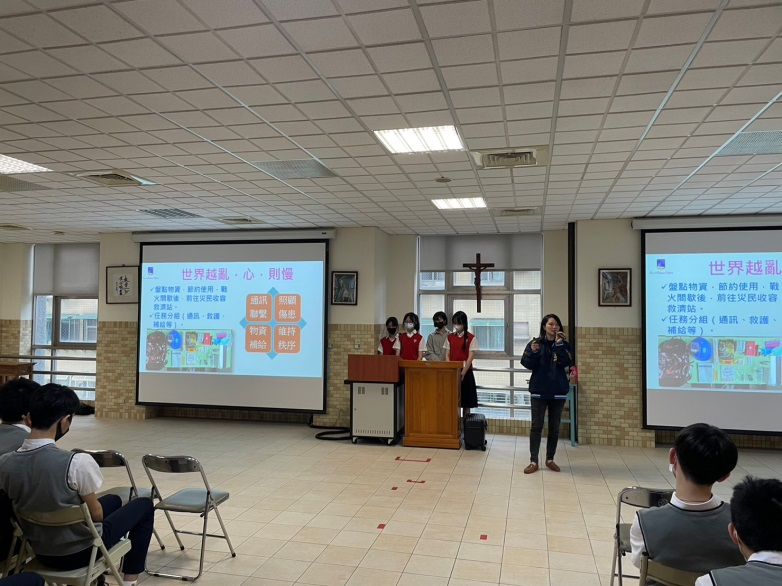 世界越亂．心．則慢
✓盤點物資，節約使用，戰
火間歇後，前往災民收容
救濟站。
✓任務分組（通訊、救護、
補給等）。
通訊
聯繫
照顧
傷患
物資
補給
維持
秩序
世界越亂
✓盤點物資，節約使用，戰
火間歇後，前往災民收容
救濟站。
✓任務分組（通訊、救護、
補給等）。